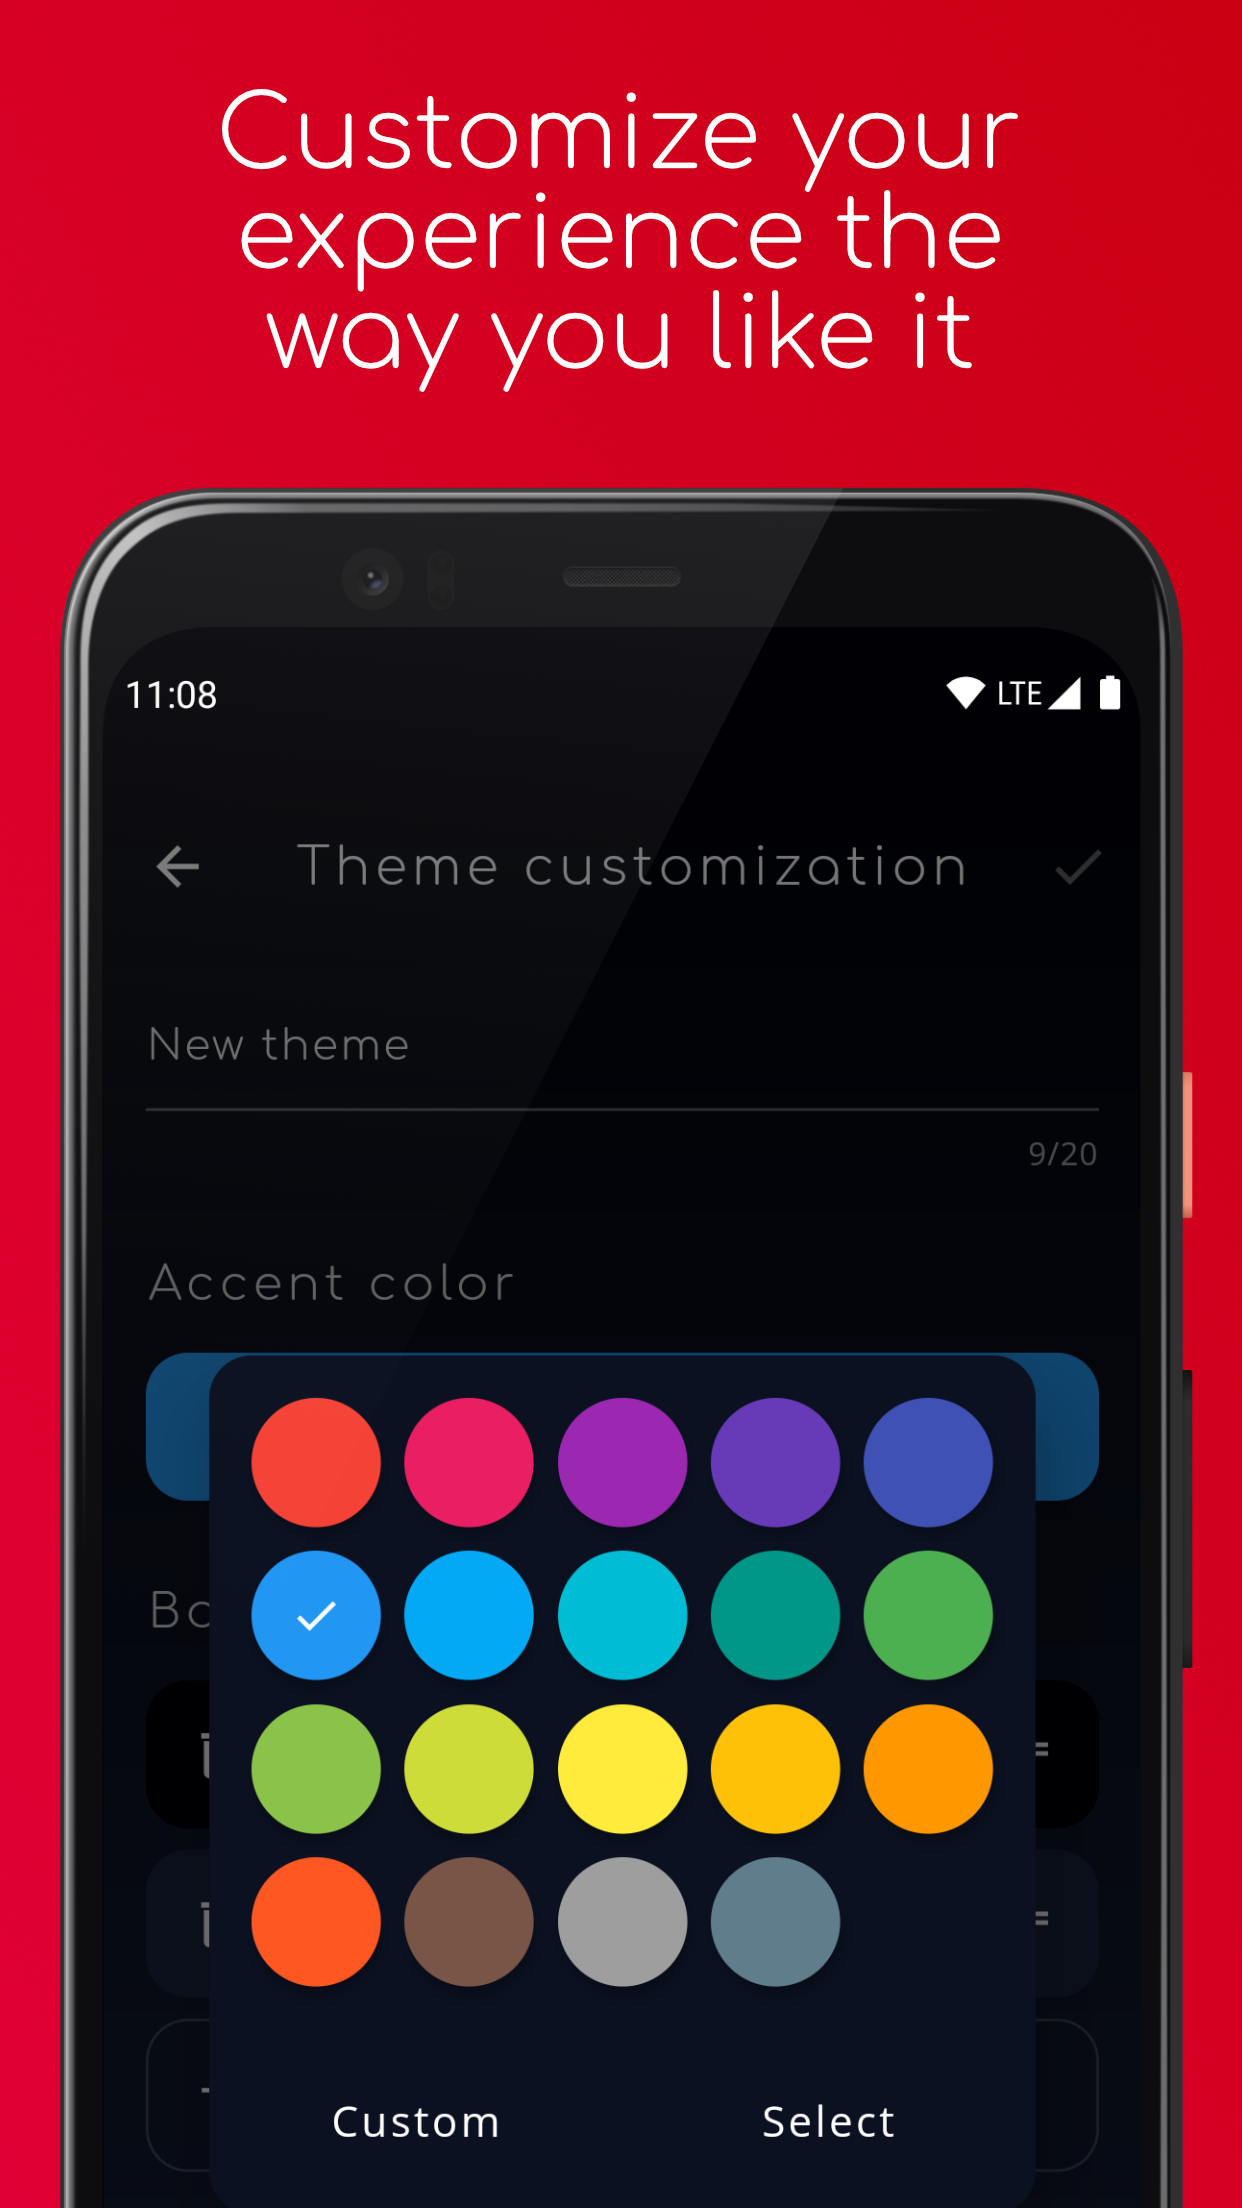 Customize your
experience the
way you like it
11:08
LTE
Theme customization
New theme
9/20
Accent color
Custom
Select